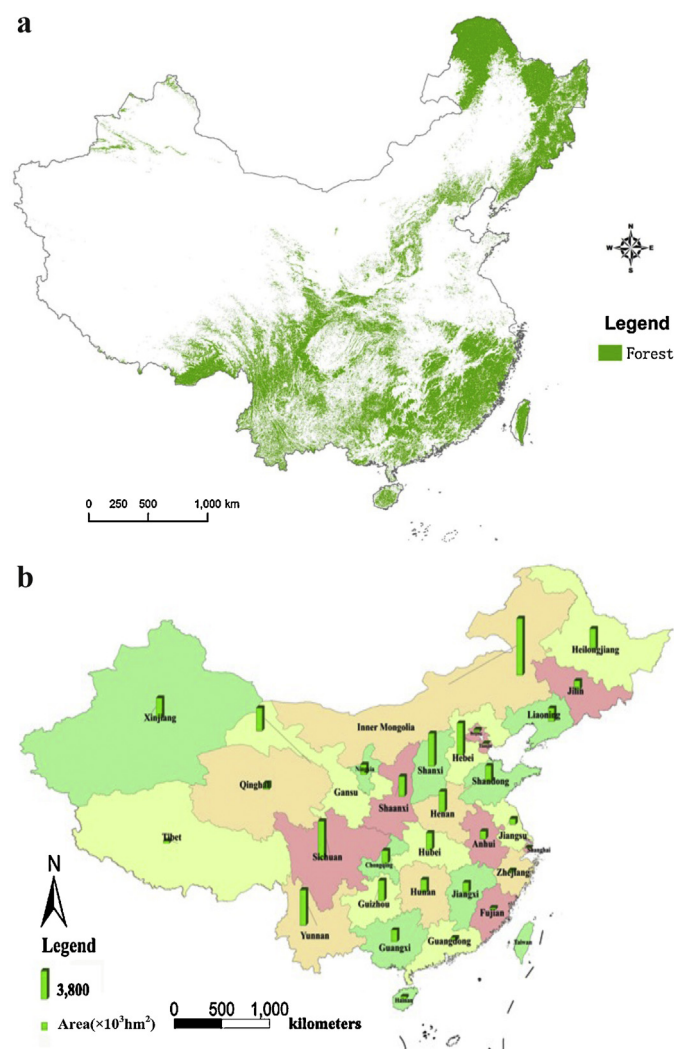 a
N
W E
S
Legend
Forest
0 250 500 1,000 km
b
Heilongjiang
Jilin
Xinjiang
Liaoning
Inner Mongolia
Hebei
Shanxi
Ningxia
Qinghai
Gansu
Shandong
Shaanxi
Henan
Tibet
Jiangsu
Anhui
Shanghai
Sichuan
Hubei
Chongqing
Zhejiang
Hunan
Jiangxi
Guizhou
Fujian
Yunnan
Guangxi
Guangdong
Taiwan
Hainan
N
Legend
3,800
Area(×10³hm²)
0 500 1,000
kilometers